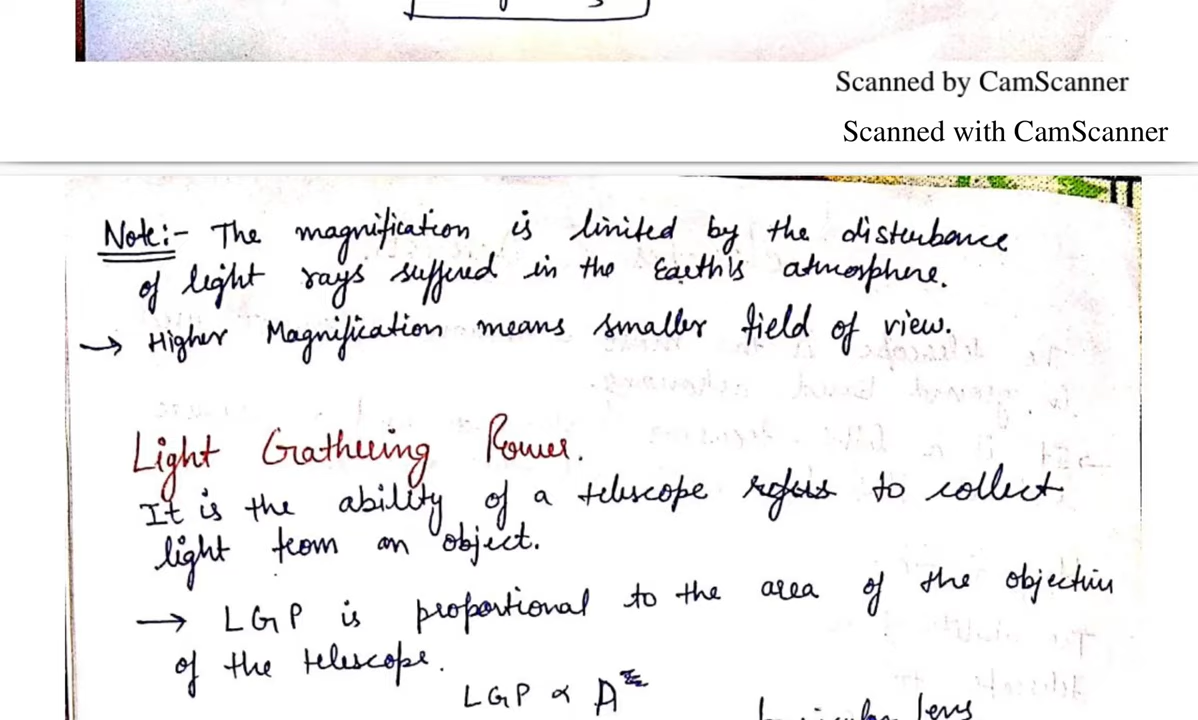 Scanned by CamScanner
Scanned with CamScanner
Note:- The magnification is limited by the disturbance
of light rays suffered in the Earth's atmosphere.
→ Higher Magnification means smaller field of view.
Light Gathering Power.
It is the ability of a telescope refers to collect
light from an object.
→ LGP is proportional to the area of the objective
of the telescope.
LGP ∝ A
lens